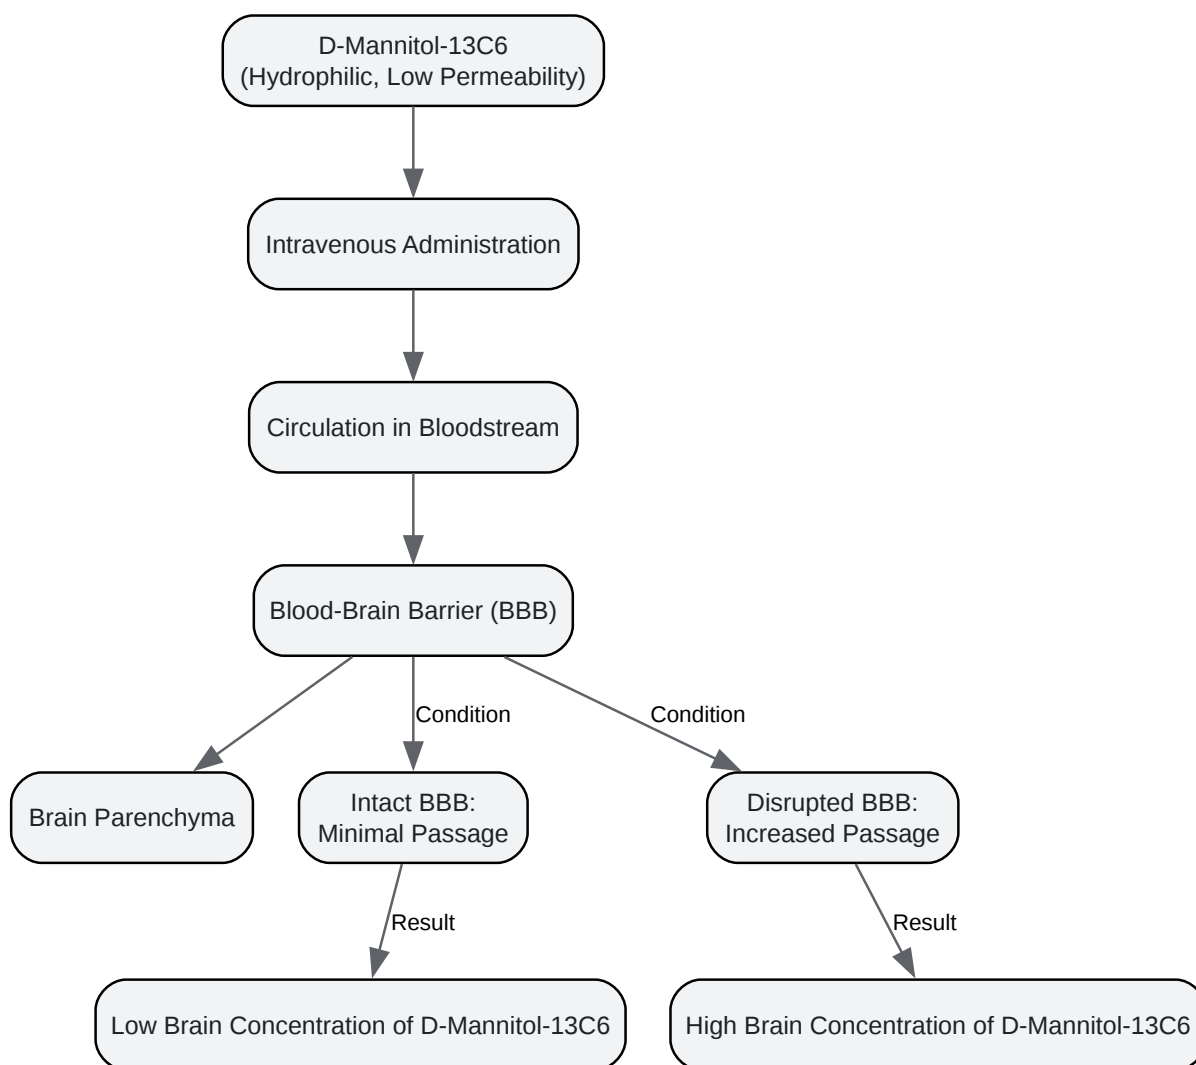 D-Mannitol-13C6
(Hydrophilic, Low Permeability)
Intravenous Administration
Circulation in Bloodstream
Blood-Brain Barrier (BBB)
Condition
Condition
Brain Parenchyma
Intact BBB:
Minimal Passage
Disrupted BBB:
Increased Passage
Result
Result
Low Brain Concentration of D-Mannitol-13C6
High Brain Concentration of D-Mannitol-13C6